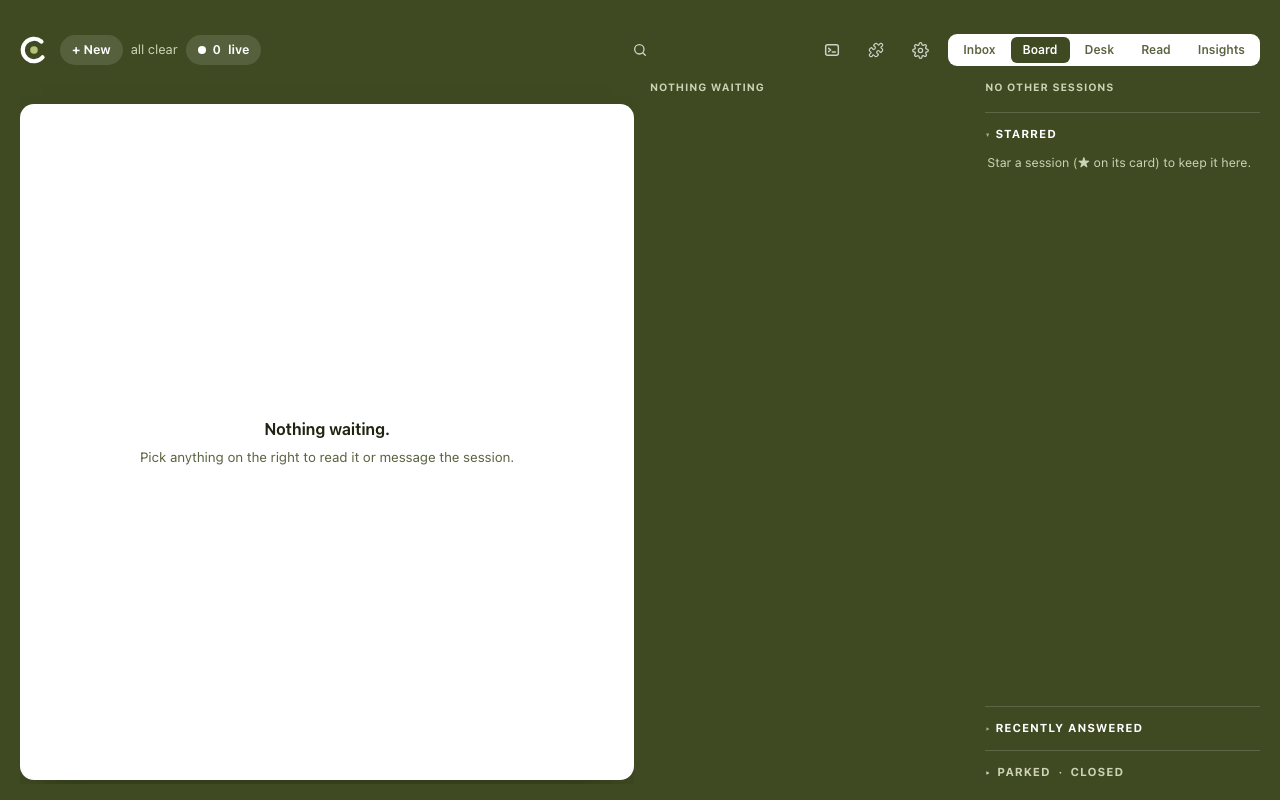 + New all clear 0 live Inbox Board Desk Read Insights
NOTHING WAITING
NO OTHER SESSIONS
STARRED
Star a session (★ on its card) to keep it here.
Nothing waiting.
Pick anything on the right to read it or message the session.
RECENTLY ANSWERED
PARKED · CLOSED